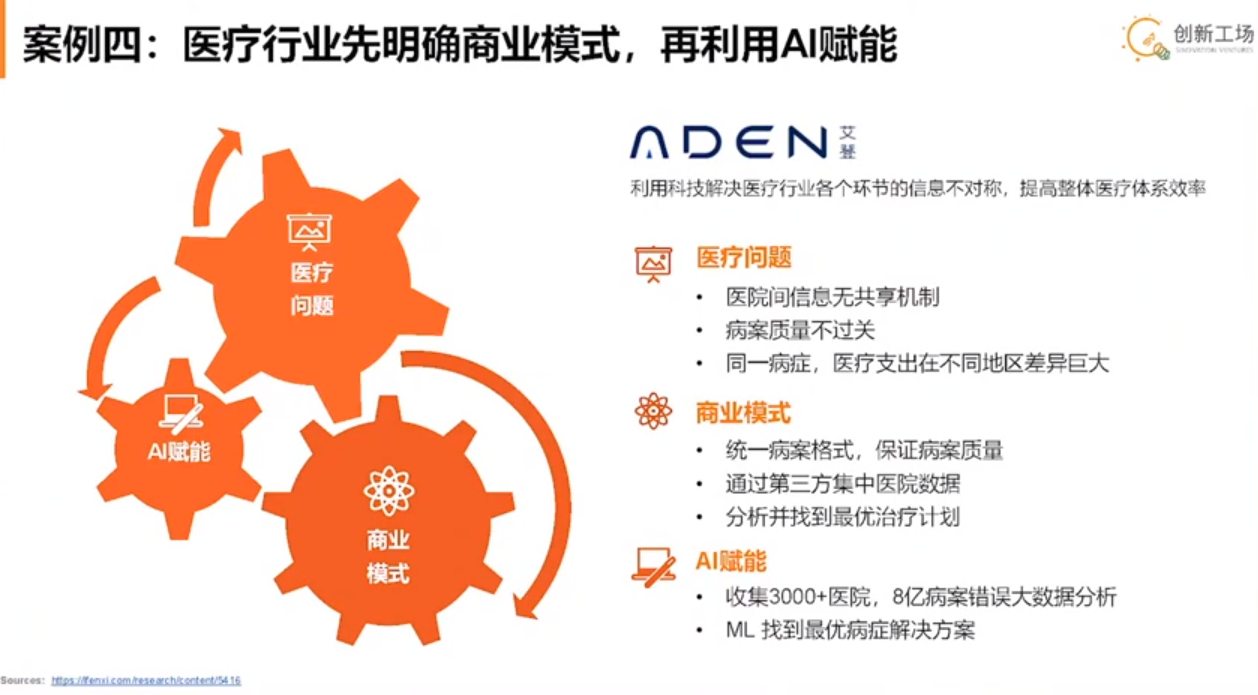 案例四：医疗行业先明确商业模式，再利用AI赋能
创新工场
SINOVATION VENTURES
医疗
问题
AI赋能
商业
模式
ADEN 艾登
利用科技解决医疗行业各个环节的信息不对称，提高整体医疗体系效率
医疗问题
• 医院间信息无共享机制
• 病案质量不过关
• 同一病症，医疗支出在不同地区差异巨大
商业模式
• 统一病案格式，保证病案质量
• 通过第三方集中医院数据
• 分析并找到最优治疗计划
AI赋能
• 收集3000+医院，8亿病案错误大数据分析
• ML 找到最优病症解决方案
Sources: https://fenxi.com/research/content/5416